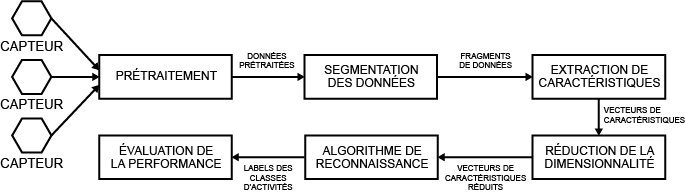 CAPTEUR
CAPTEUR
CAPTEUR
PRÉTRAITEMENT
DONNÉES
PRÉTRAITÉES
SEGMENTATION
DES DONNÉES
FRAGMENTS
DE DONNÉES
EXTRACTION DE
CARACTÉRISTIQUES
VECTEURS DE
CARACTÉRISTIQUES
RÉDUCTION DE LA
DIMENSIONNALITÉ
VECTEURS DE
CARACTÉRISTIQUES
RÉDUITS
ALGORITHME DE
RECONNAISSANCE
LABELS DES
CLASSES
D'ACTIVITÉS
ÉVALUATION DE
LA PERFORMANCE